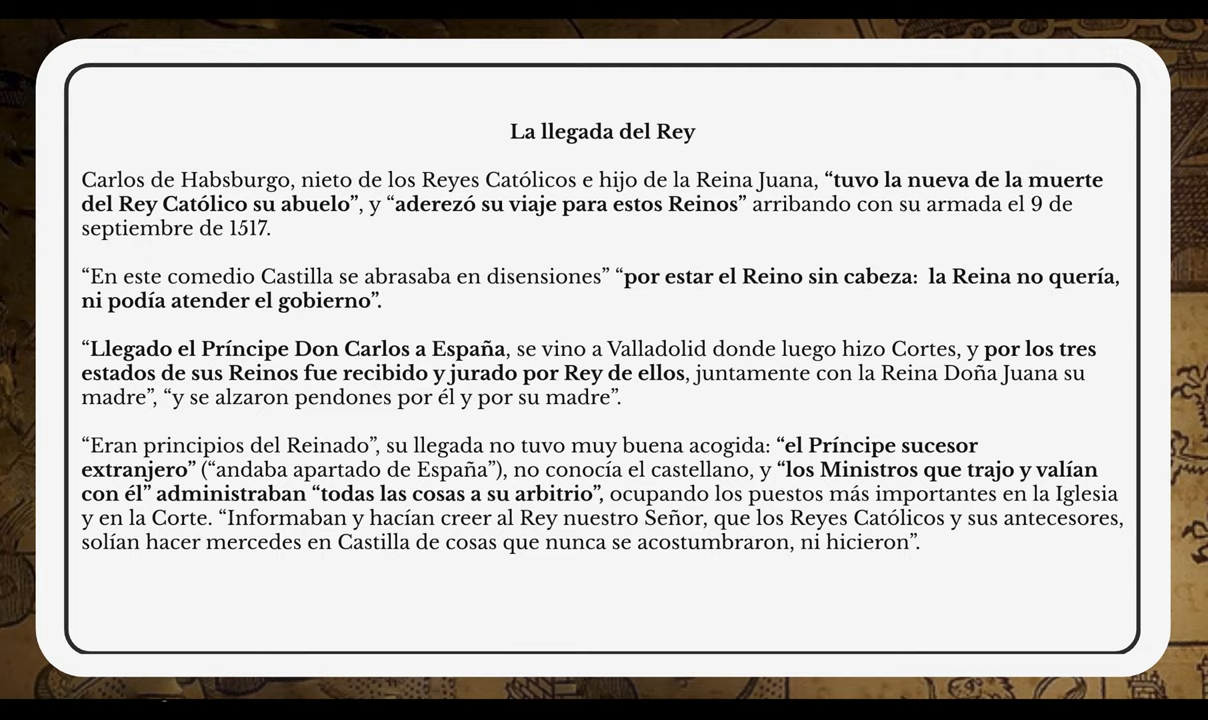 La llegada del Rey
Carlos de Habsburgo, nieto de los Reyes Católicos e hijo de la Reina Juana, “tuvo la nueva de la muerte
del Rey Católico su abuelo”, y “aderezó su viaje para estos Reinos” arribando con su armada el 9 de
septiembre de 1517.
“En este comedio Castilla se abrasaba en disensiones” “por estar el Reino sin cabeza:  la Reina no quería,
ni podía atender el gobierno”.
“Llegado el Príncipe Don Carlos a España, se vino a Valladolid donde luego hizo Cortes, y por los tres
estados de sus Reinos fue recibido y jurado por Rey de ellos, juntamente con la Reina Doña Juana su
madre”, “y se alzaron pendones por él y por su madre”.
“Eran principios del Reinado”, su llegada no tuvo muy buena acogida: “el Príncipe sucesor
extranjero” (“andaba apartado de España”), no conocía el castellano, y “los Ministros que trajo y valían
con él” administraban “todas las cosas a su arbitrio”, ocupando los puestos más importantes en la Iglesia
y en la Corte. “Informaban y hacían creer al Rey nuestro Señor, que los Reyes Católicos y sus antecesores,
solían hacer mercedes en Castilla de cosas que nunca se acostumbraron, ni hicieron”.